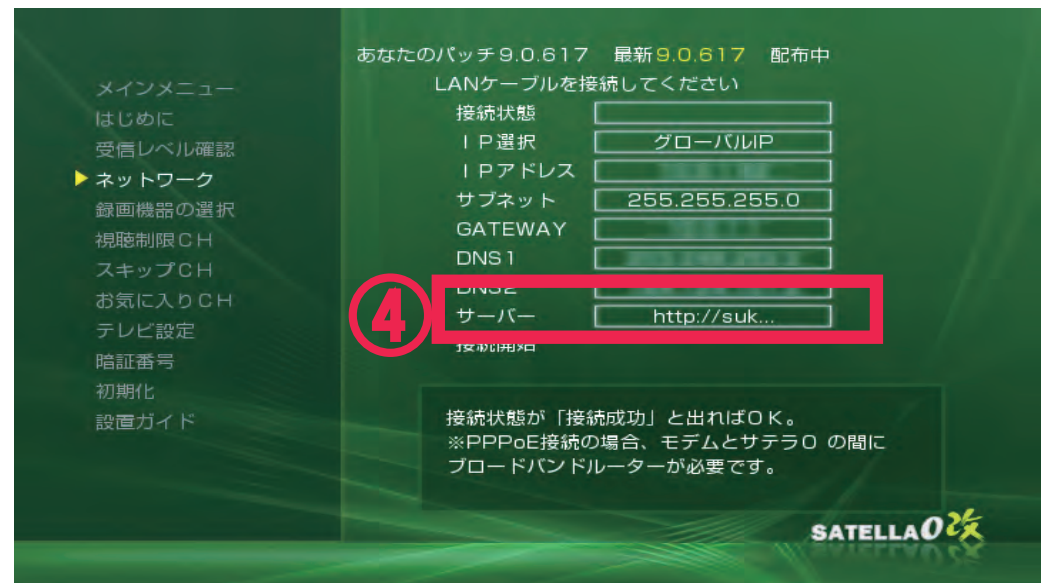 あなたのパッチ9.0.617 最新9.0.617 配布中
LANケーブルを接続してください
メインメニュー
はじめに
受信レベル確認
ネットワーク
録画機器の選択
視聴制限CH
スキップCH
お気に入りCH
テレビ設定
暗証番号
初期化
設置ガイド
接続状態
IP選択 グローバルIP
IPアドレス
サブネット 255.255.255.0
GATEWAY
DNS1
DNS2
④ サーバー http://suk...
接続開始
接続状態が「接続成功」と出ればOK。
※PPPoE接続の場合、モデムとサテラ0 の間に
ブロードバンドルーターが必要です。
SATELLA0改